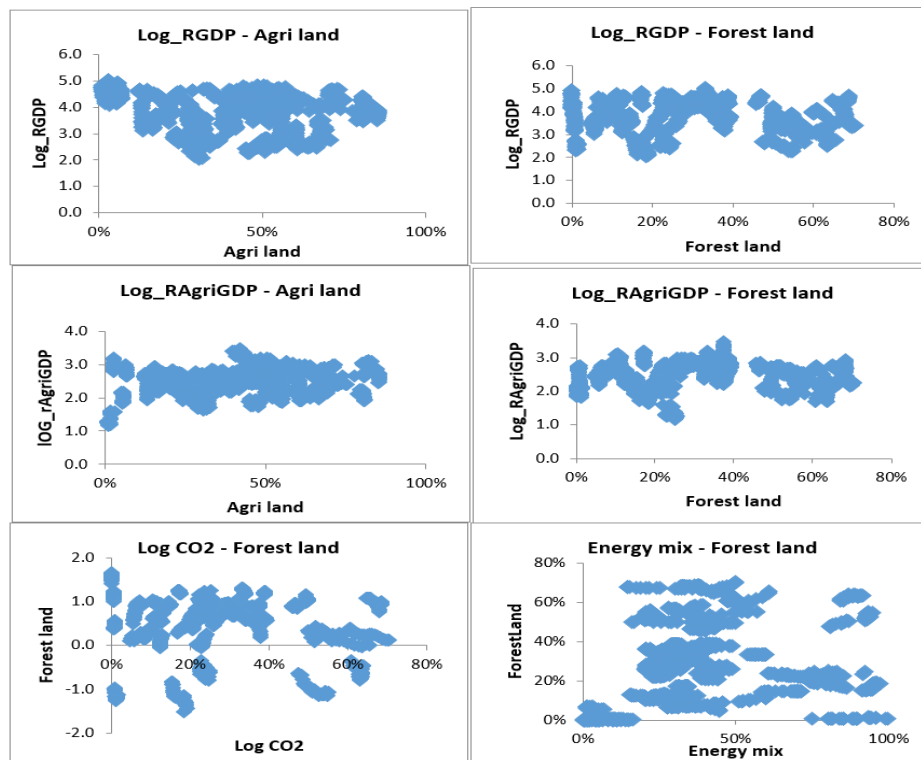 Log_RGDP - Agri land
6.0
5.0
4.0
3.0
2.0
1.0
0.0
Log_RGDP
0% 50% 100%
Agri land
Log_RGDP - Forest land
6.0
5.0
4.0
3.0
2.0
1.0
0.0
Log_RGDP
0% 20% 40% 60% 80%
Forest land
Log_RAgriGDP - Agri land
4.0
3.0
2.0
1.0
0.0
lOG_rAgriGDP
0% 50% 100%
Agri land
Log_RAgriGDP - Forest land
4.0
3.0
2.0
1.0
0.0
Log_RAgriGDP
0% 20% 40% 60% 80%
Forest land
Log CO2 - Forest land
2.0
1.0
0.0
-1.0
-2.0
Forest land
0% 20% 40% 60% 80%
Log CO2
Energy mix - Forest land
80%
60%
40%
20%
0%
ForestLand
0% 50% 100%
Energy mix